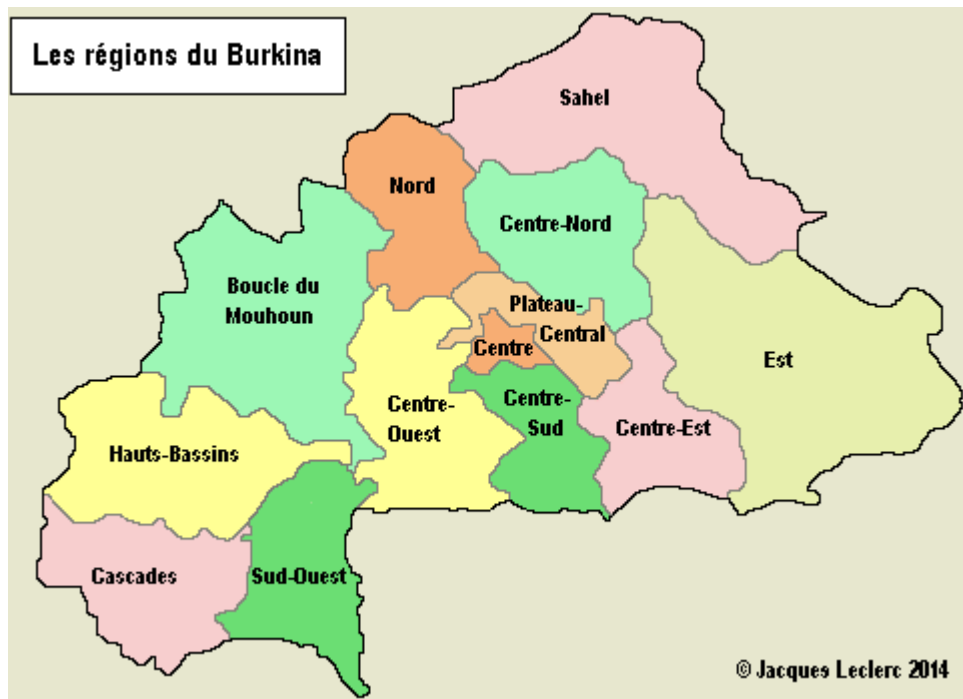 Les régions du Burkina
Sahel
Nord
Centre-Nord
Boucle du
Mouhoun
Plateau-
Central
Centre
Est
Centre-
Ouest
Centre-
Sud
Centre-Est
Hauts-Bassins
Cascades
Sud-Ouest
© Jacques Leclerc 2014